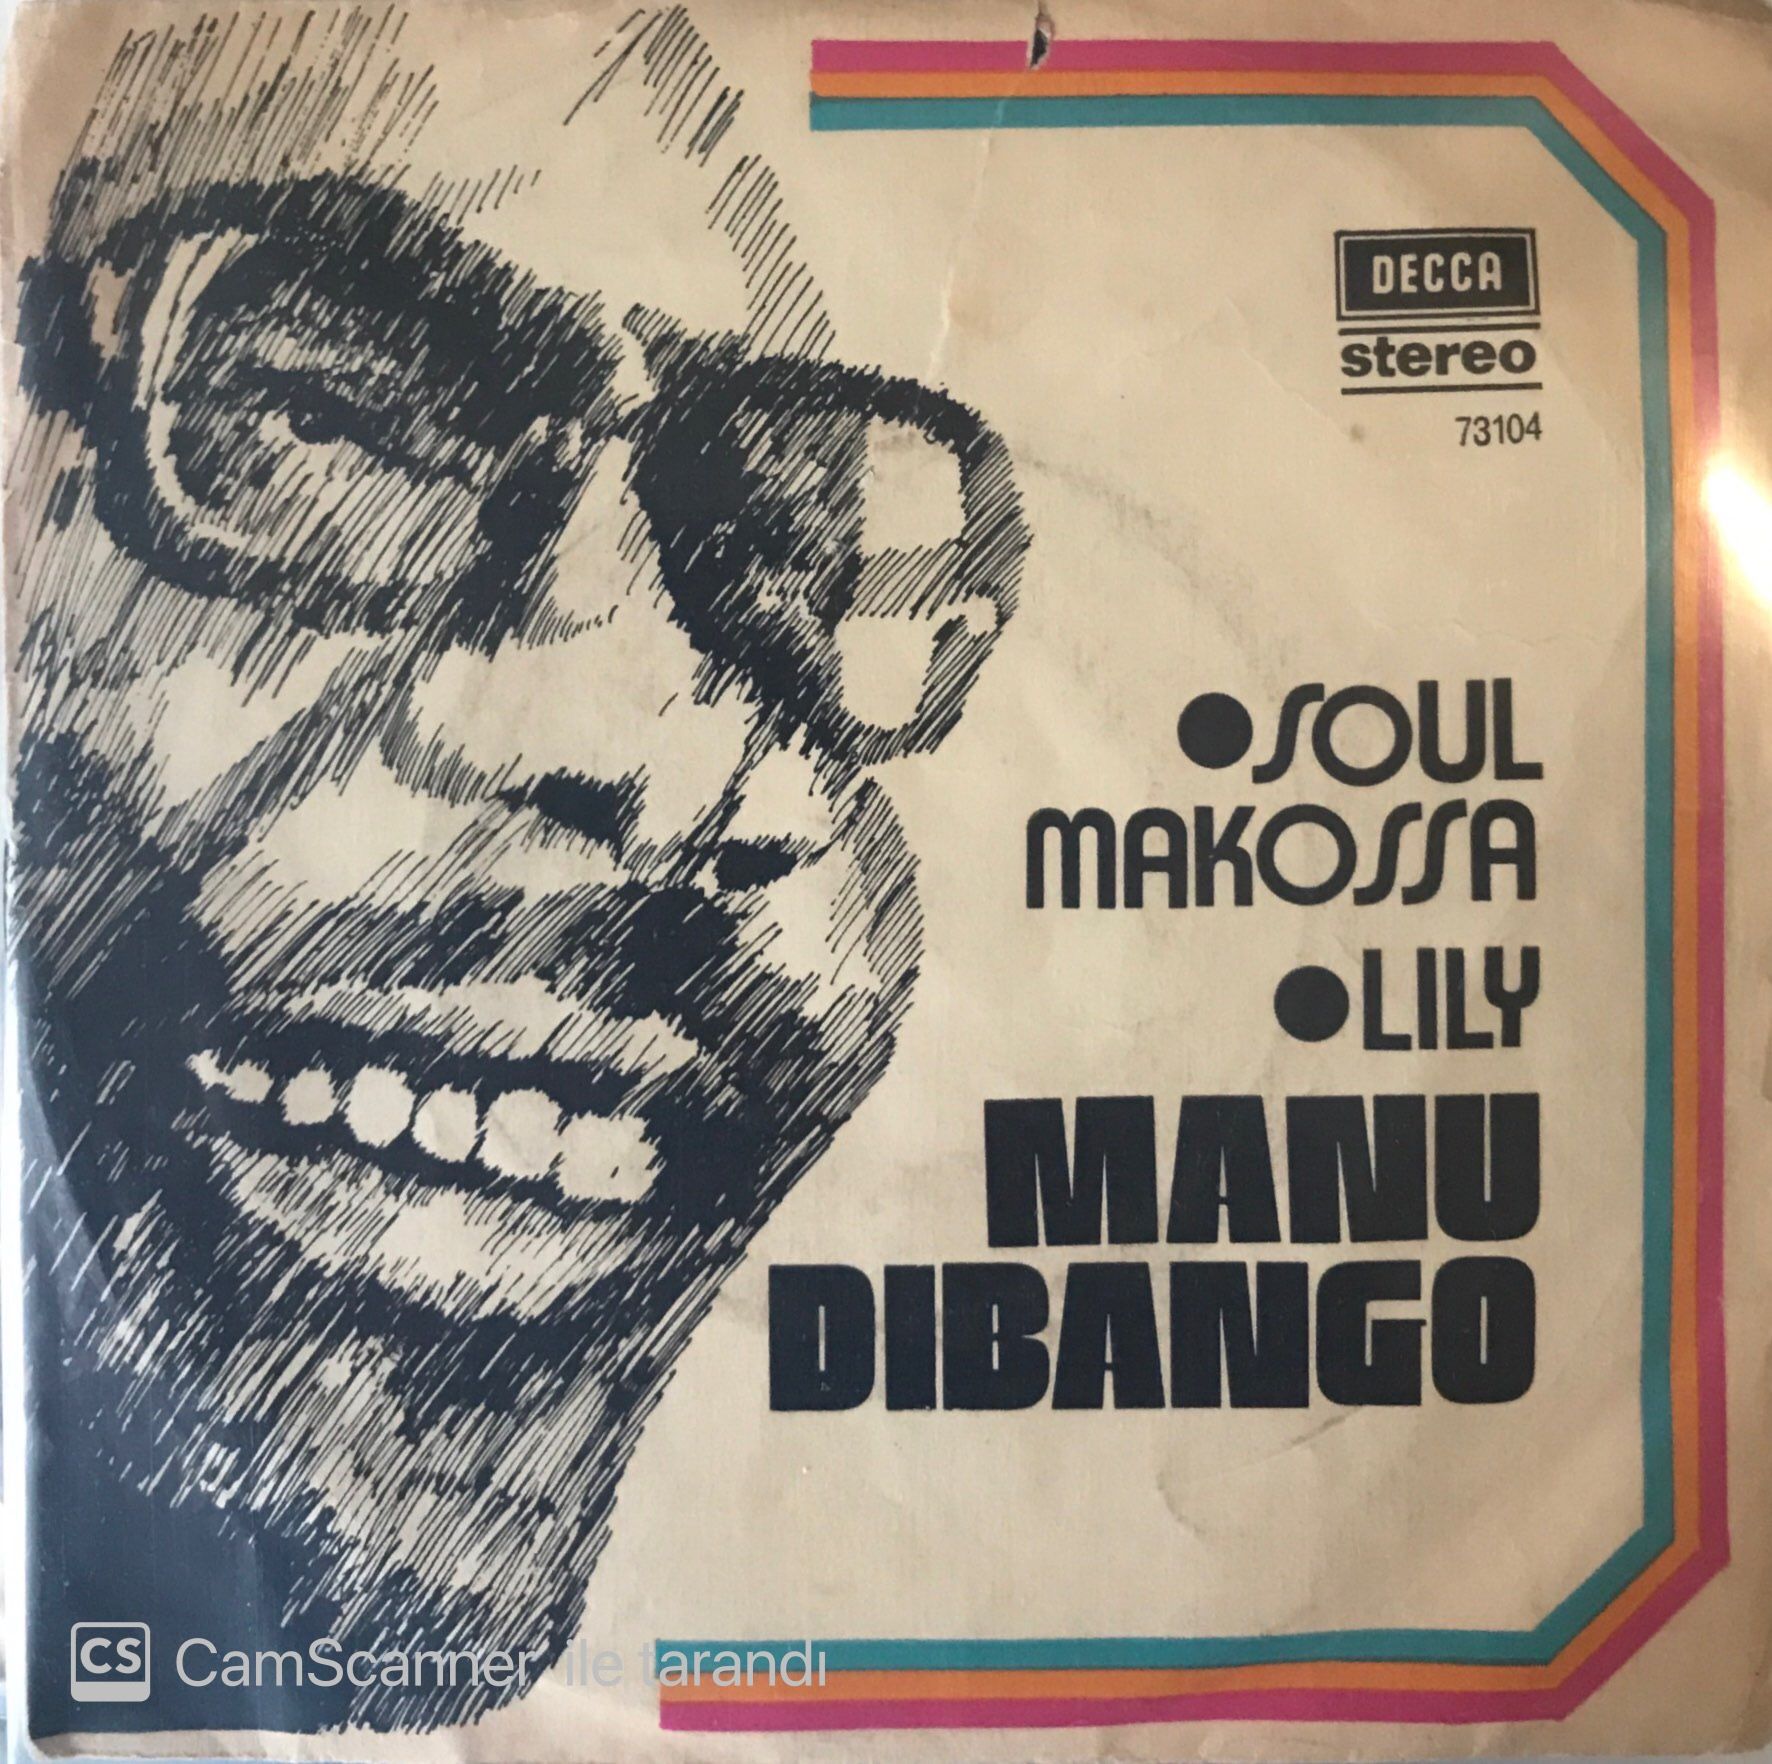 DECCA
stereo
73104
●SOUL
MAKOSSA
●LILY
MANU
DIBANGO
CS CamScanner ile tarandı